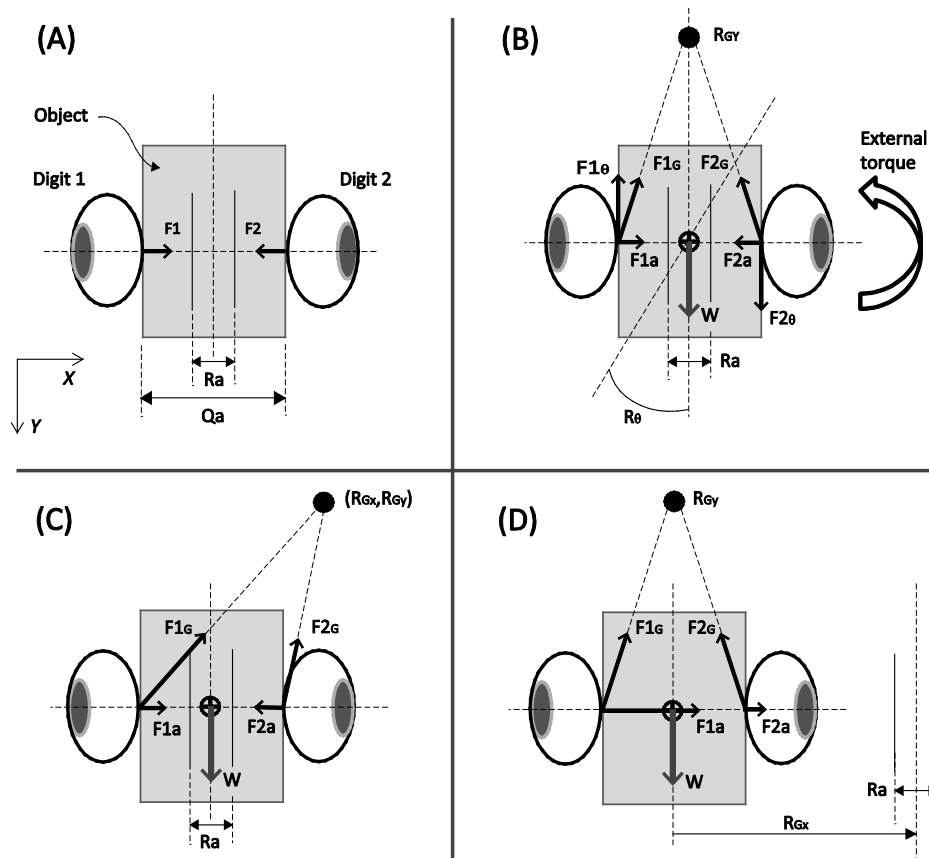 (A)
Object
Digit 1
Digit 2
F1
F2
X
Y
Ra
Qa
(B)
RGY
F1θ
F1G
F2G
External
torque
F1a
F2a
W
F2θ
Ra
Rθ
(C)
(RGx,RGy)
F1G
F2G
F1a
F2a
W
Ra
(D)
RGy
F1G
F2G
F1a
F2a
W
Ra
RGx